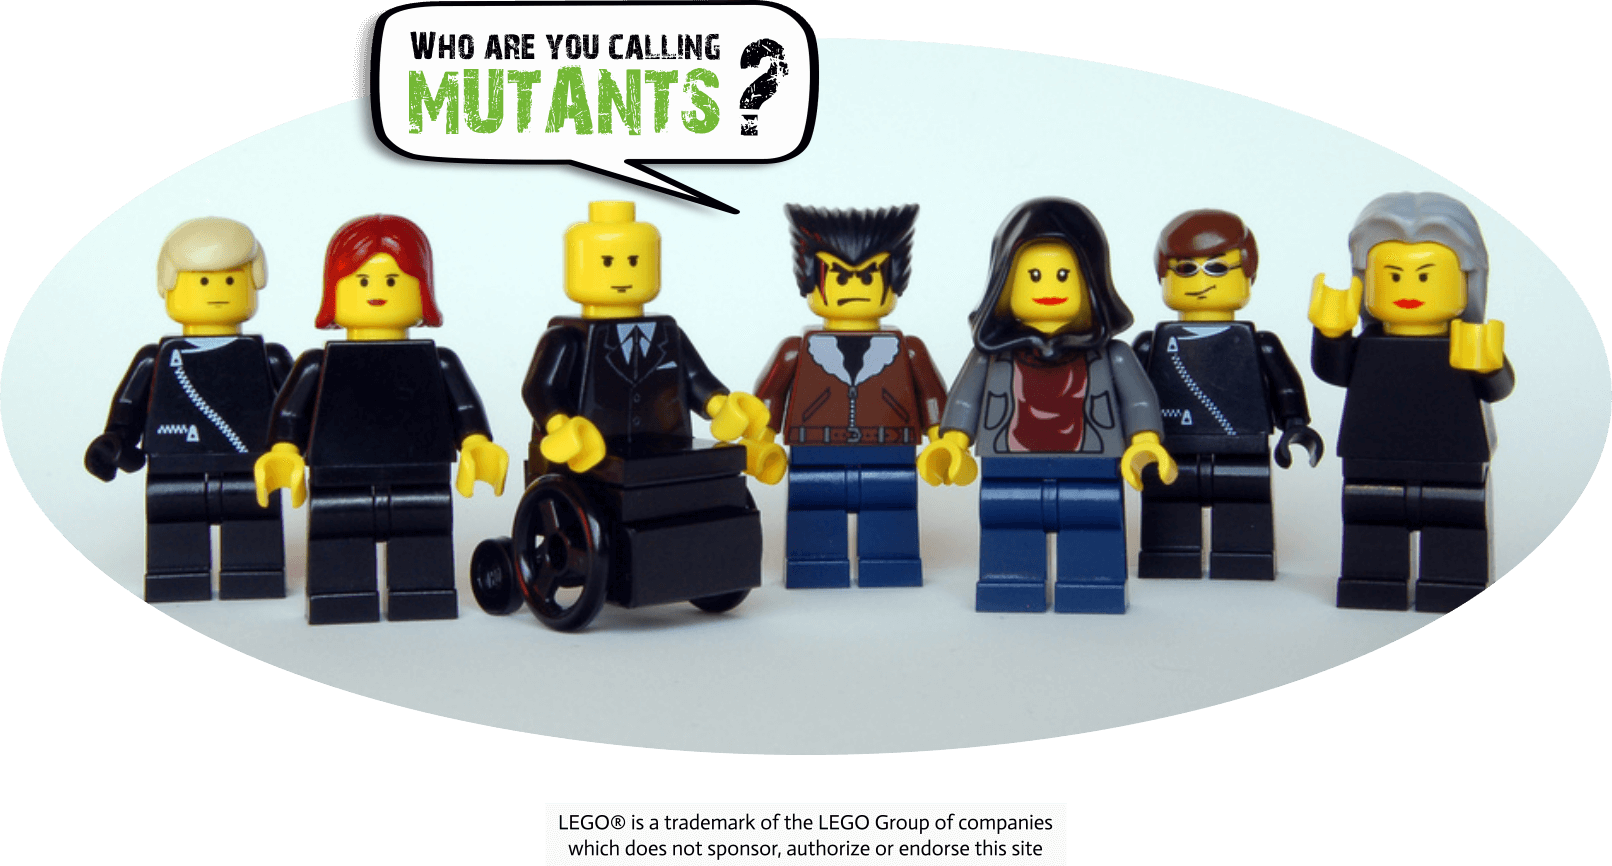 WHO ARE YOU CALLING
MUTANTS?
LEGO® is a trademark of the LEGO Group of companies
which does not sponsor, authorize or endorse this site